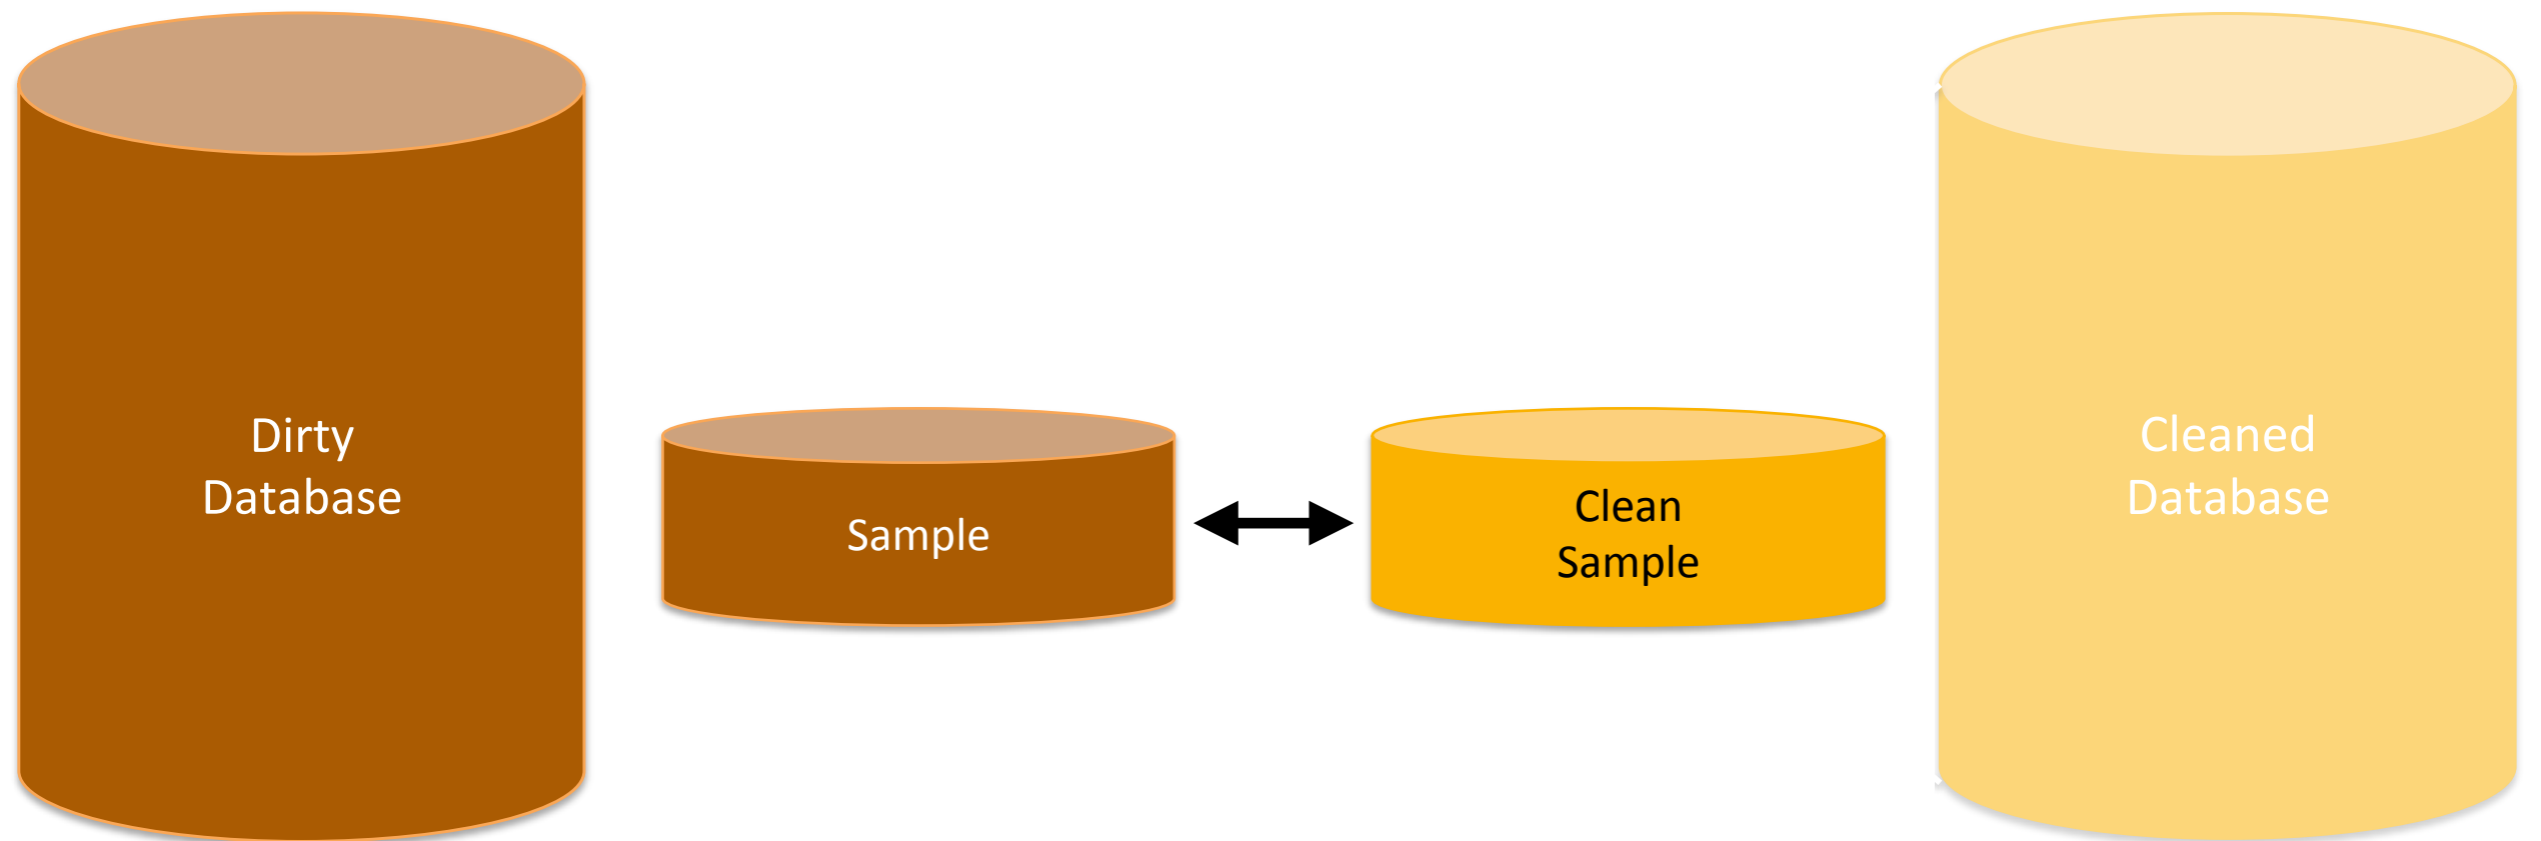 Dirty
Database
Sample
Clean
Sample
Cleaned
Database